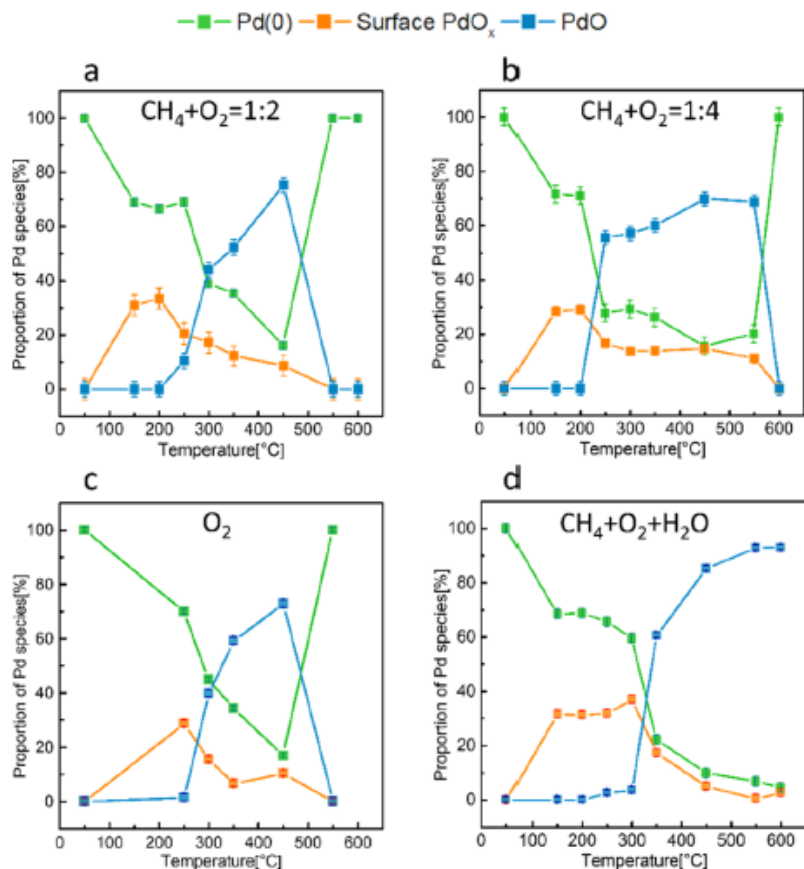 Pd(0) Surface PdOₓ PdO
a
CH₄+O₂=1:2
Proportion of Pd species[%]
100
80
60
40
20
0
0 100 200 300 400 500 600
Temperature[°C]
b
CH₄+O₂=1:4
Proportion of Pd species[%]
100
80
60
40
20
0
0 100 200 300 400 500 600
Temperature[°C]
c
O₂
Proportion of Pd species[%]
100
80
60
40
20
0
0 100 200 300 400 500 600
Temperature[°C]
d
CH₄+O₂+H₂O
Proportion of Pd species[%]
100
80
60
40
20
0
0 100 200 300 400 500 600
Temperature[°C]